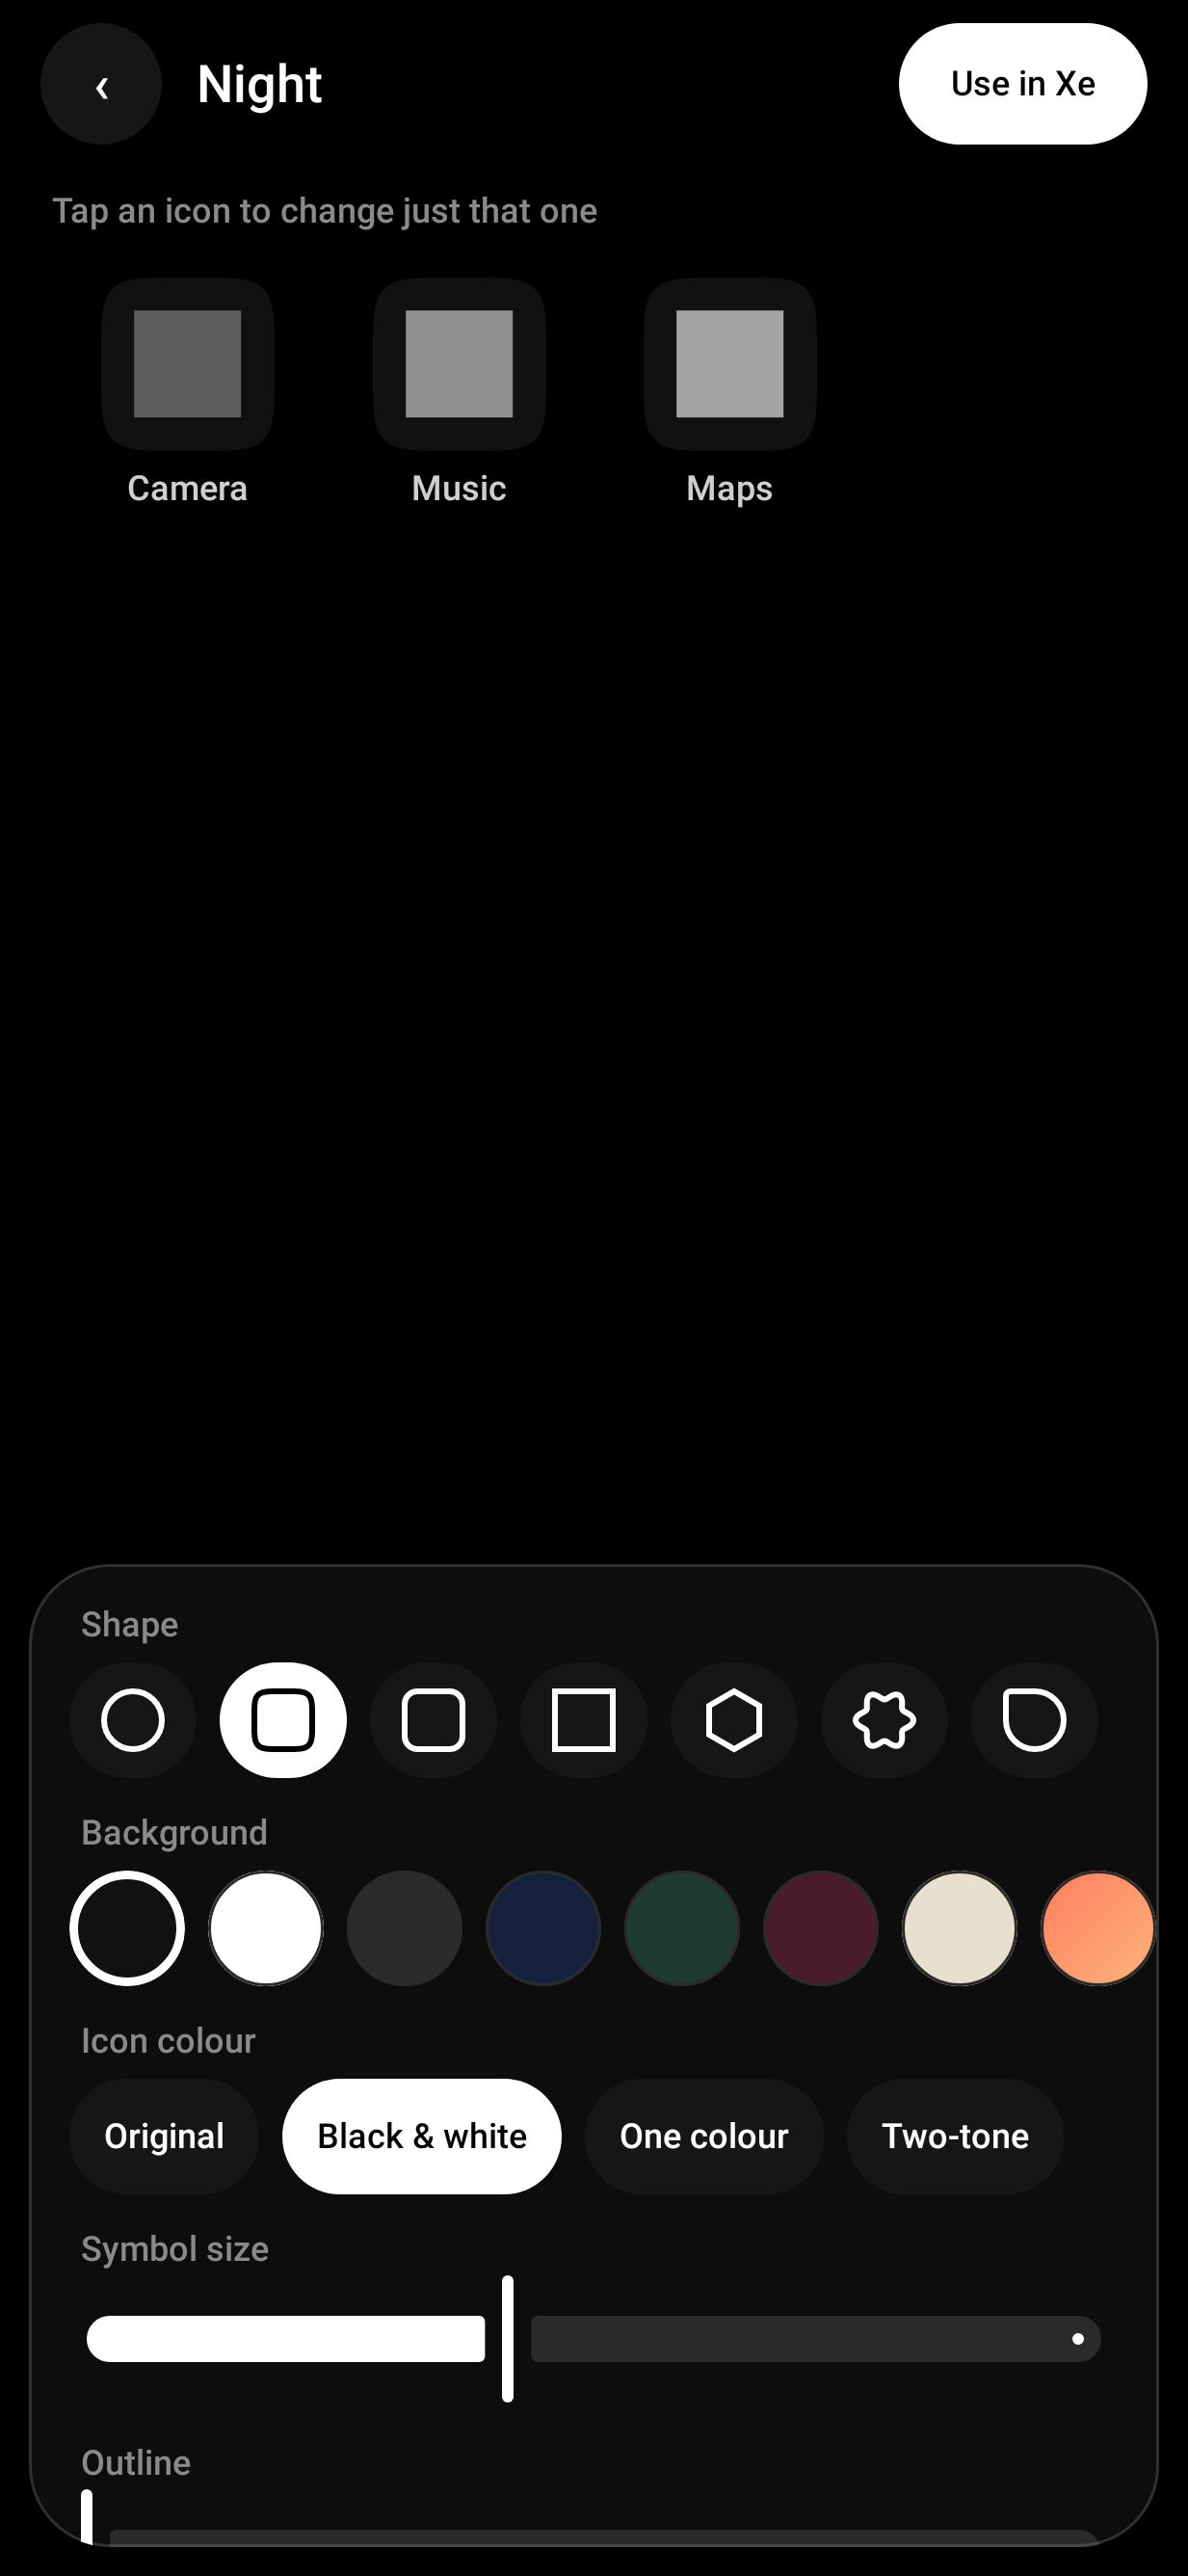 Night
Use in Xe
Tap an icon to change just that one
Camera
Music
Maps
Shape
Background
Icon colour
Original
Black & white
One colour
Two-tone
Symbol size
Outline